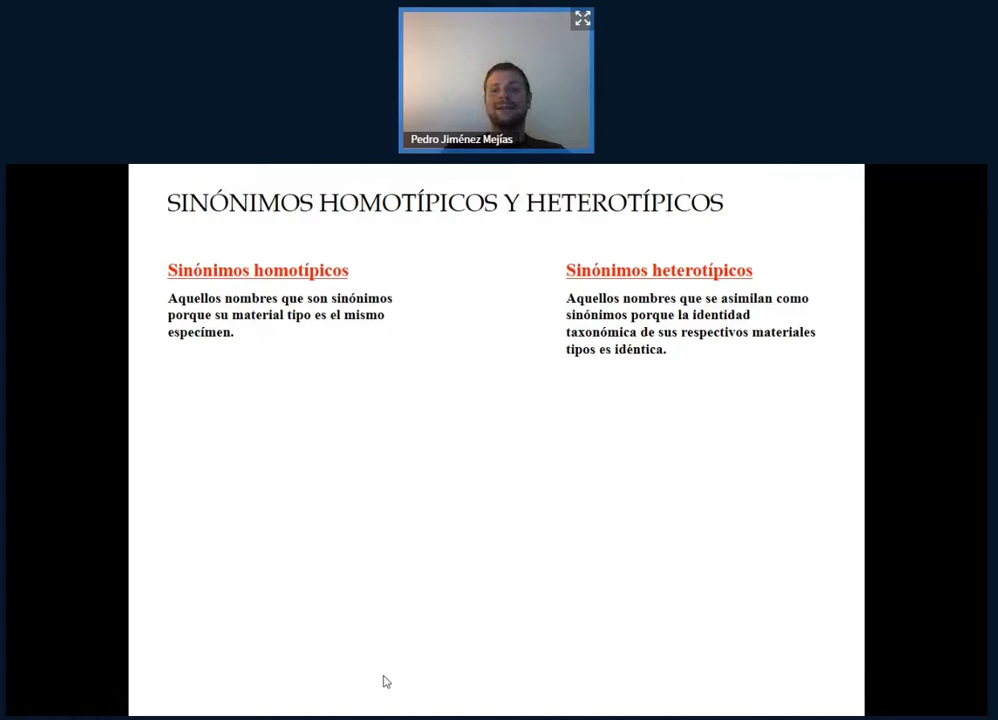 Pedro Jiménez Mejías
SINÓNIMOS HOMOTÍPICOS Y HETEROTÍPICOS
Sinónimos homotípicos
Aquellos nombres que son sinónimos
porque su material tipo es el mismo
especímen.
Sinónimos heterotípicos
Aquellos nombres que se asimilan como
sinónimos porque la identidad
taxonómica de sus respectivos materiales
tipos es idéntica.